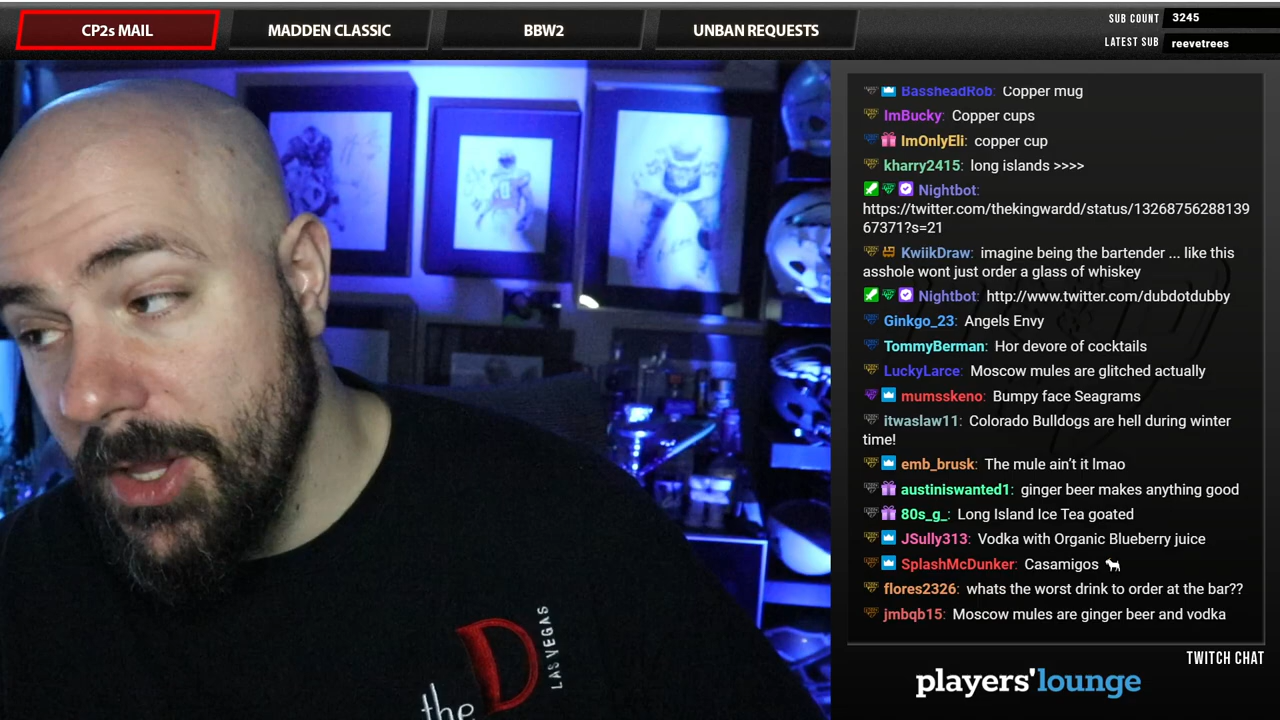 CP2s MAIL
MADDEN CLASSIC
BBW2
UNBAN REQUESTS
SUB COUNT 3245
LATEST SUB reevetrees
BassheadRob: Copper mug
ImBucky: Copper cups
ImOnlyEli: copper cup
kharry2415: long islands >>>>
Nightbot:
https://twitter.com/thekingwardd/status/13268756288139
67371?s=21
KwiikDraw: imagine being the bartender ... like this
asshole wont just order a glass of whiskey
Nightbot: http://www.twitter.com/dubdotdubby
Ginkgo_23: Angels Envy
TommyBerman: Hor devore of cocktails
LuckyLarce: Moscow mules are glitched actually
mumsskeno: Bumpy face Seagrams
itwaslaw11: Colorado Bulldogs are hell during winter
time!
emb_brusk: The mule ain't it lmao
austiniswanted1: ginger beer makes anything good
80s_g_: Long Island Ice Tea goated
JSully313: Vodka with Organic Blueberry juice
SplashMcDunker: Casamigos 🐐
flores2326: whats the worst drink to order at the bar??
jmbqb15: Moscow mules are ginger beer and vodka
TWITCH CHAT
players'lounge
the D
LAS VEGAS